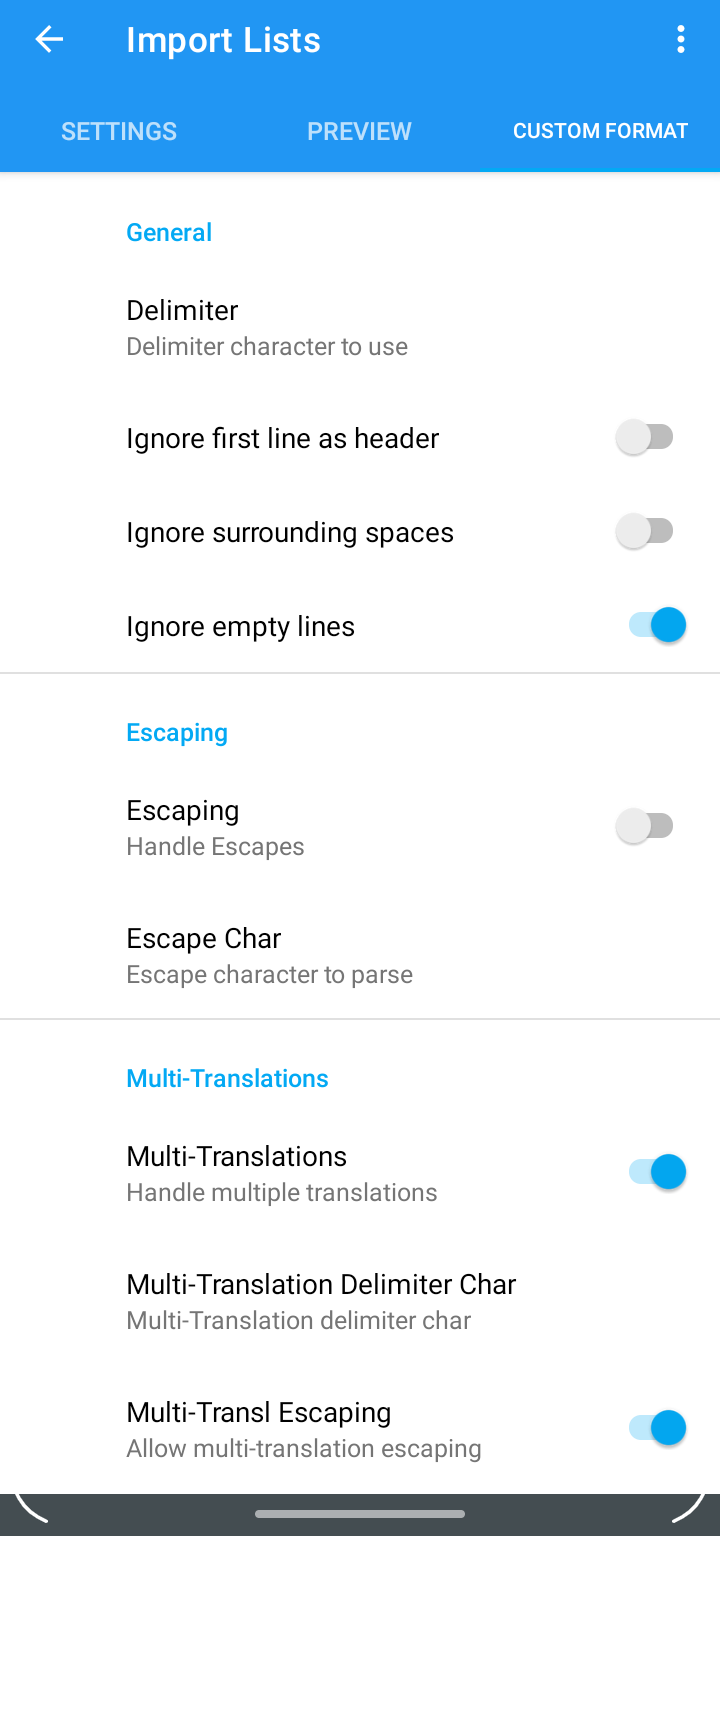 Import Lists
SETTINGS
PREVIEW
CUSTOM FORMAT
General
Delimiter
Delimiter character to use
Ignore first line as header
Ignore surrounding spaces
Ignore empty lines
Escaping
Escaping
Handle Escapes
Escape Char
Escape character to parse
Multi-Translations
Multi-Translations
Handle multiple translations
Multi-Translation Delimiter Char
Multi-Translation delimiter char
Multi-Transl Escaping
Allow multi-translation escaping